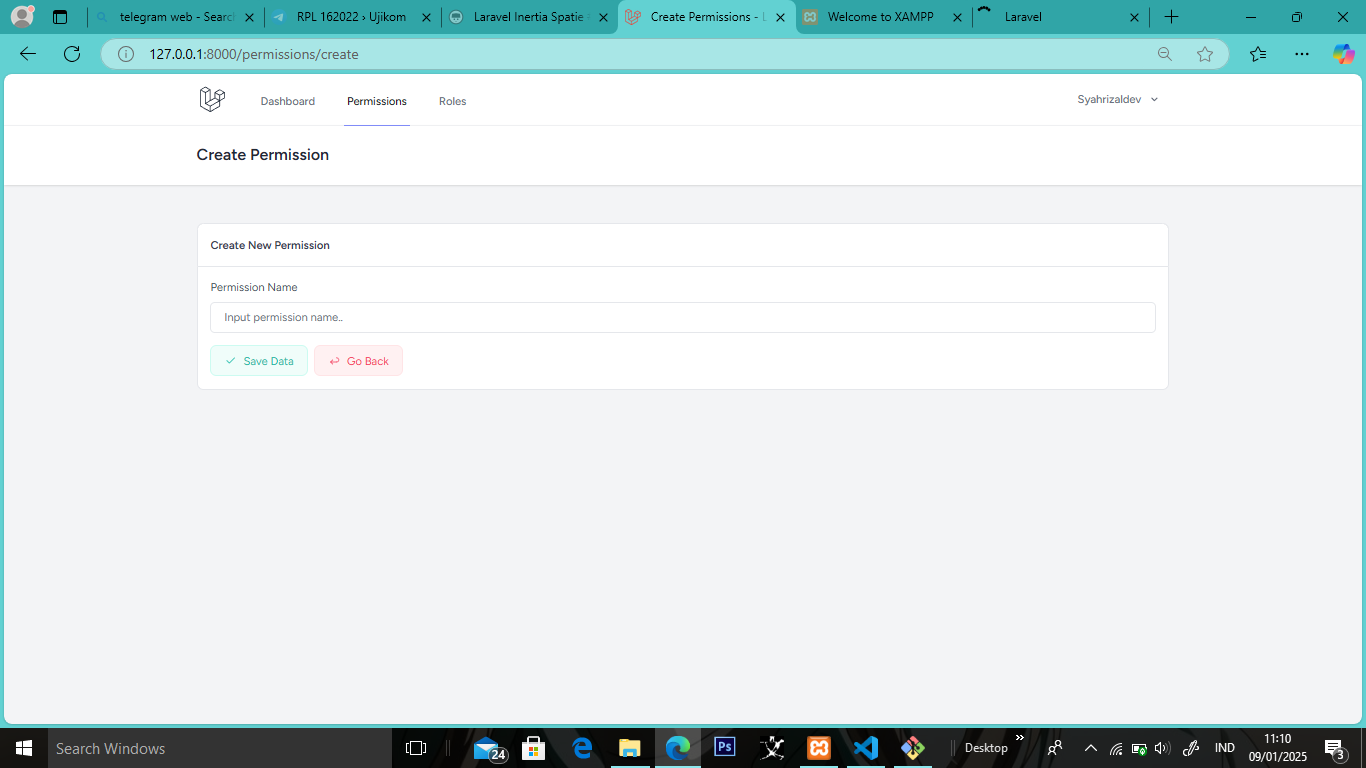 telegram web - Searc
RPL 162022 › Ujikom
Laravel Inertia Spatie
Create Permissions - L
Welcome to XAMPP
Laravel
127.0.0.1:8000/permissions/create
Dashboard
Permissions
Roles
Syahrizaldev
Create Permission
Create New Permission
Permission Name
Input permission name..
Save Data
Go Back
Search Windows
24
Ps
Desktop
IND
11:10
09/01/2025
3